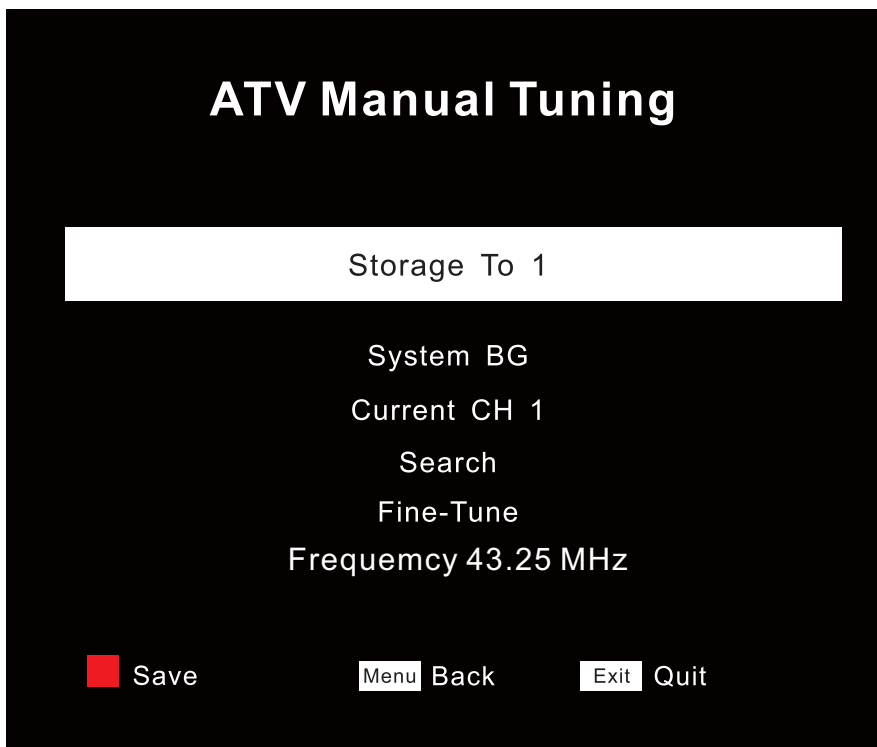 ATV Manual Tuning
Storage To 1
System BG
Current CH 1
Search
Fine-Tune
Frequemcy 43.25 MHz
Save Menu Back Exit Quit